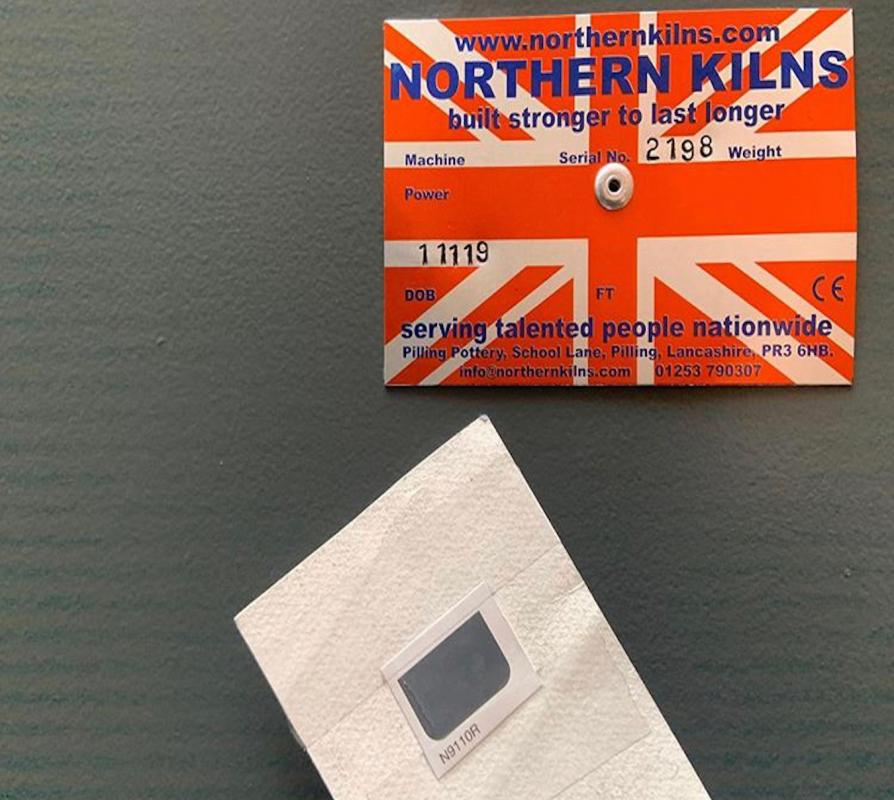 www.northernkilns.com
NORTHERN KILNS
built stronger to last longer
Machine Serial No. 2198 Weight
Power
11119
DOB FT CE
serving talented people nationwide
Pilling Pottery, School Lane, Pilling, Lancashire. PR3 6HB.
info@northernkilns.com 01253 790307
N9110R